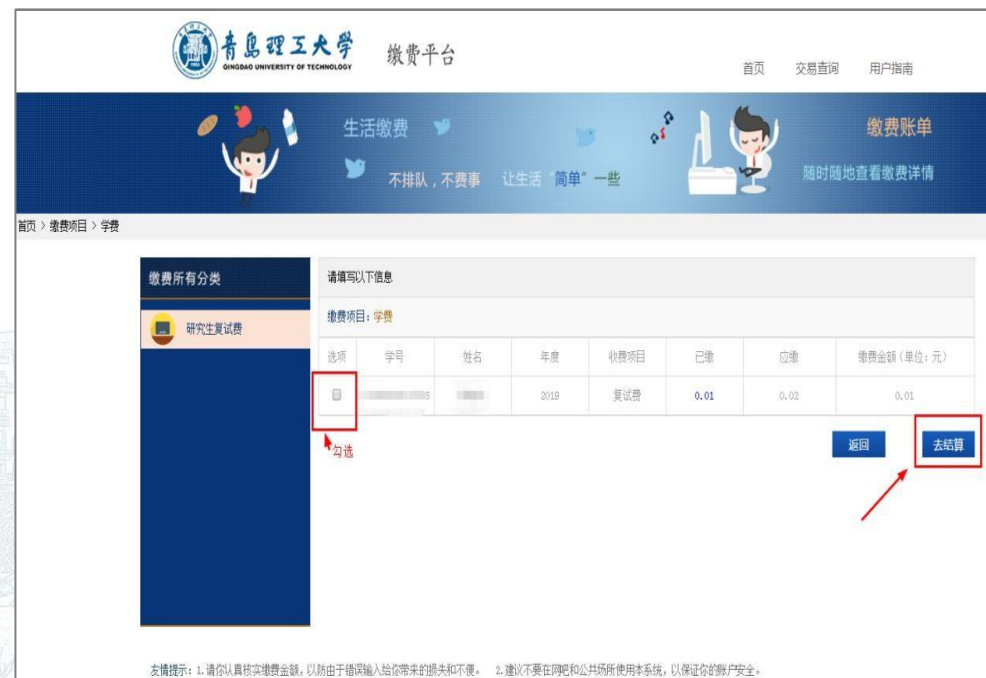 青岛理工大学 缴费平台
QINGDAO UNIVERSITY OF TECHNOLOGY
首页 交易查询 用户指南
生活缴费 缴费账单
不排队，不费事 让生活“简单”一些 随时随地查看缴费详情
首页 > 缴费项目 > 学费
缴费所有分类 请填写以下信息
研究生复试费 缴费项目：学费
选项 学号 姓名 年度 收费项目 已缴 应缴 缴费金额（单位：元）
2019 复试费 0.01 0.02 0.01
勾选 返回 去结算
友情提示：1.请你认真核实缴费金额，以防由于错误输入给你带来的损失和不便。 2.建议不要在网吧和公共场所使用本系统，以保证你的账户安全。